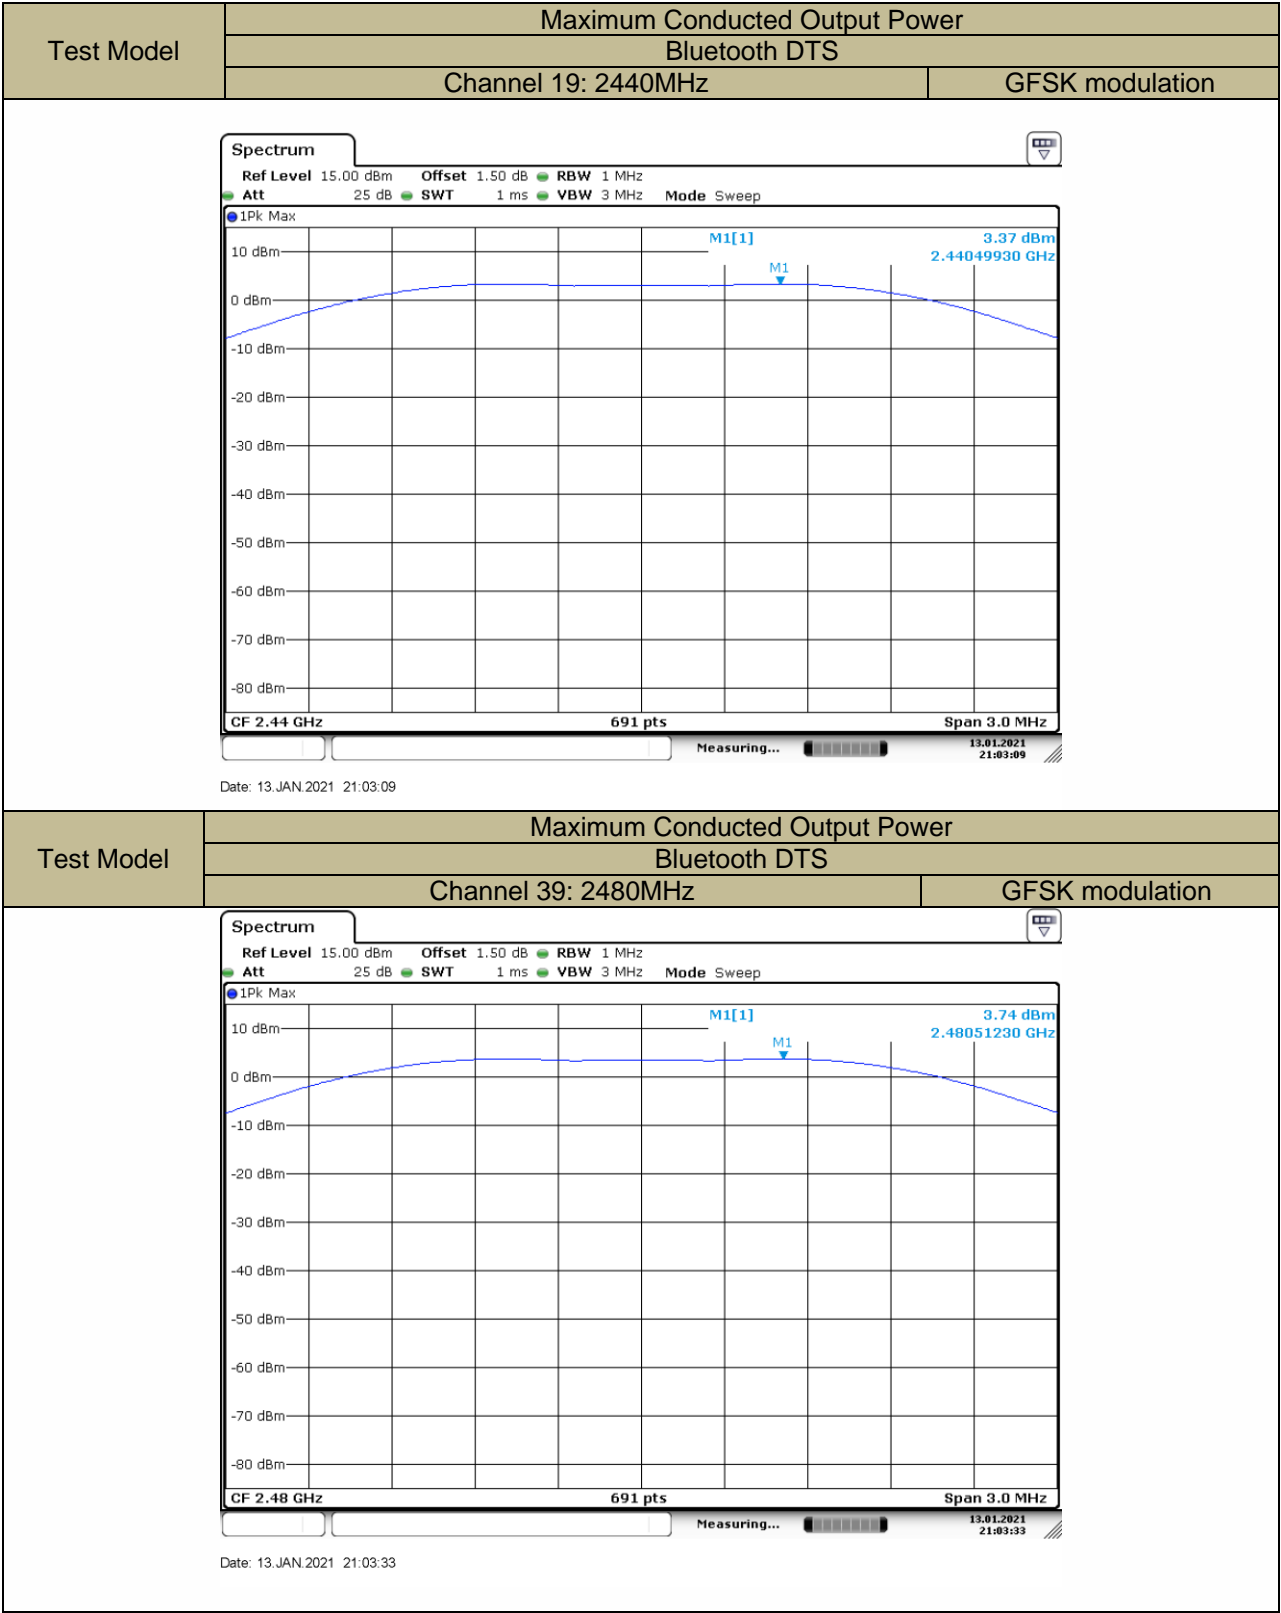 Test Model
Maximum Conducted Output Power
Bluetooth DTS
Channel 19: 2440MHz GFSK modulation
Spectrum
Ref Level 15.00 dBm Offset 1.50 dB RBW 1 MHz
Att 25 dB SWT 1 ms VBW 3 MHz Mode Sweep
1Pk Max
M1[1] 3.37 dBm
2.44049930 GHz
M1
10 dBm
0 dBm
-10 dBm
-20 dBm
-30 dBm
-40 dBm
-50 dBm
-60 dBm
-70 dBm
-80 dBm
CF 2.44 GHz 691 pts Span 3.0 MHz
Measuring... 13.01.2021
21:03:09
Date: 13.JAN.2021 21:03:09
Test Model
Maximum Conducted Output Power
Bluetooth DTS
Channel 39: 2480MHz GFSK modulation
Spectrum
Ref Level 15.00 dBm Offset 1.50 dB RBW 1 MHz
Att 25 dB SWT 1 ms VBW 3 MHz Mode Sweep
1Pk Max
M1[1] 3.74 dBm
2.48051230 GHz
M1
10 dBm
0 dBm
-10 dBm
-20 dBm
-30 dBm
-40 dBm
-50 dBm
-60 dBm
-70 dBm
-80 dBm
CF 2.48 GHz 691 pts Span 3.0 MHz
Measuring... 13.01.2021
21:03:33
Date: 13.JAN.2021 21:03:33